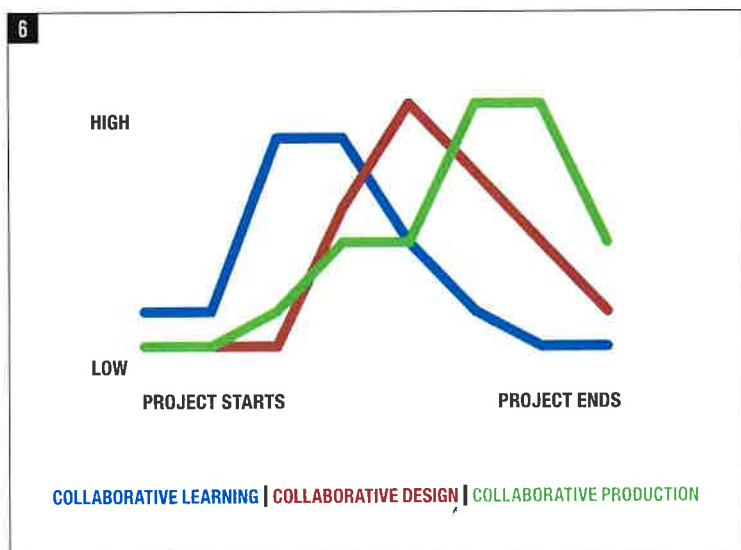 6
HIGH
LOW
PROJECT STARTS PROJECT ENDS
COLLABORATIVE LEARNING | COLLABORATIVE DESIGN | COLLABORATIVE PRODUCTION